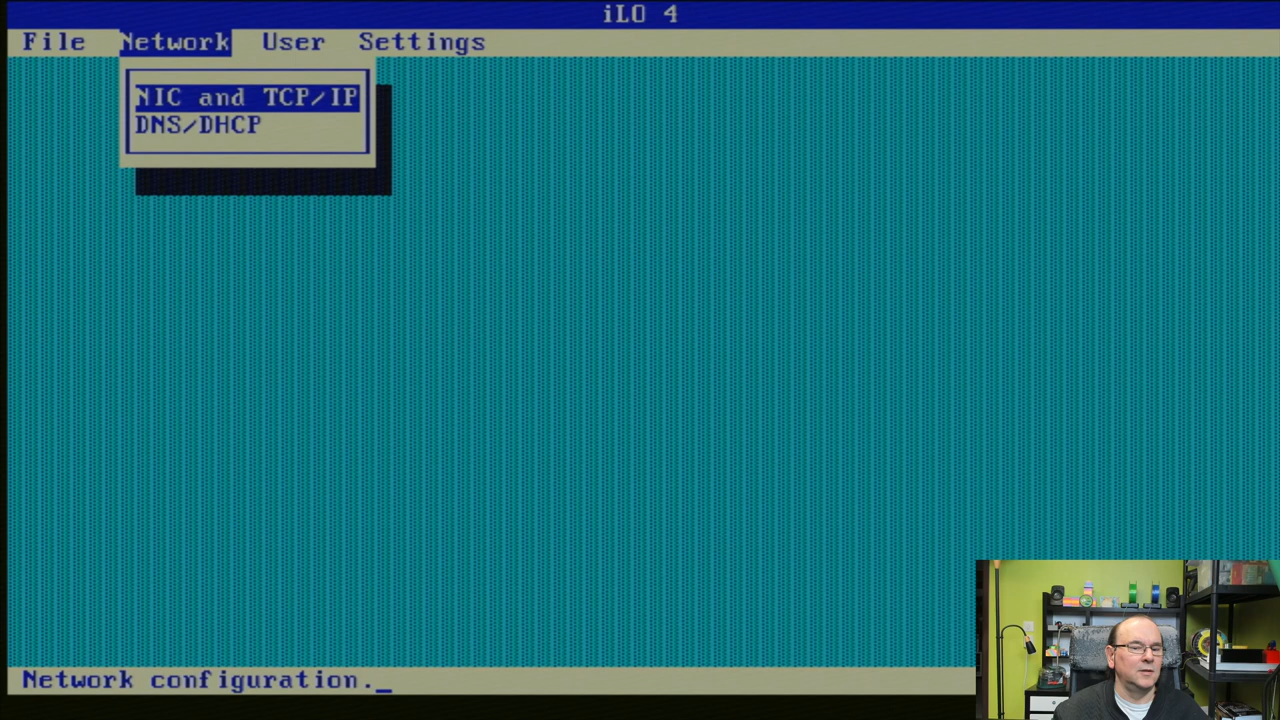 iLO 4
File Network User Settings
NIC and TCP/IP
DNS/DHCP
Network configuration._